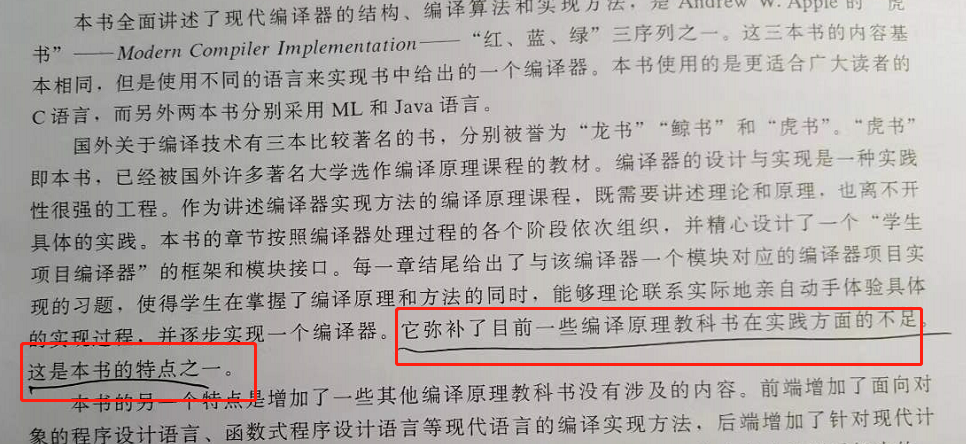 本书全面讲述了现代编译器的结构、编译算法和实现方法，是 Andrew W. Apple 的“虎
书”——Modern Compiler Implementation——“红、蓝、绿”三序列之一。这三本书的内容基
本相同，但是使用不同的语言来实现书中给出的一个编译器。本书使用的是更适合广大读者的
C 语言，而另外两本书分别采用 ML 和 Java 语言。
国外关于编译技术有三本比较著名的书，分别被誉为“龙书”“鲸书”和“虎书”。“虎书”
即本书，已经被国外许多著名大学选作编译原理课程的教材。编译器的设计与实现是一种实践
性很强的工程。作为讲述编译器实现方法的编译原理课程，既需要讲述理论和原理，也离不开
具体的实践。本书的章节按照编译器处理过程的各个阶段依次组织，并精心设计了一个“学生
项目编译器”的框架和模块接口。每一章结尾给出了与该编译器一个模块对应的编译器项目实
现的习题，使得学生在掌握了编译原理和方法的同时，能够理论联系实际地亲自动手体验具体
的实现过程，并逐步实现一个编译器。它弥补了目前一些编译原理教科书在实践方面的不足。
这是本书的特点之一。
本书的另一个特点是增加了一些其他编译原理教科书没有涉及的内容。前端增加了面向对
象的程序设计语言、函数式程序设计语言等现代语言的编译实现方法，后端增加了针对现代计